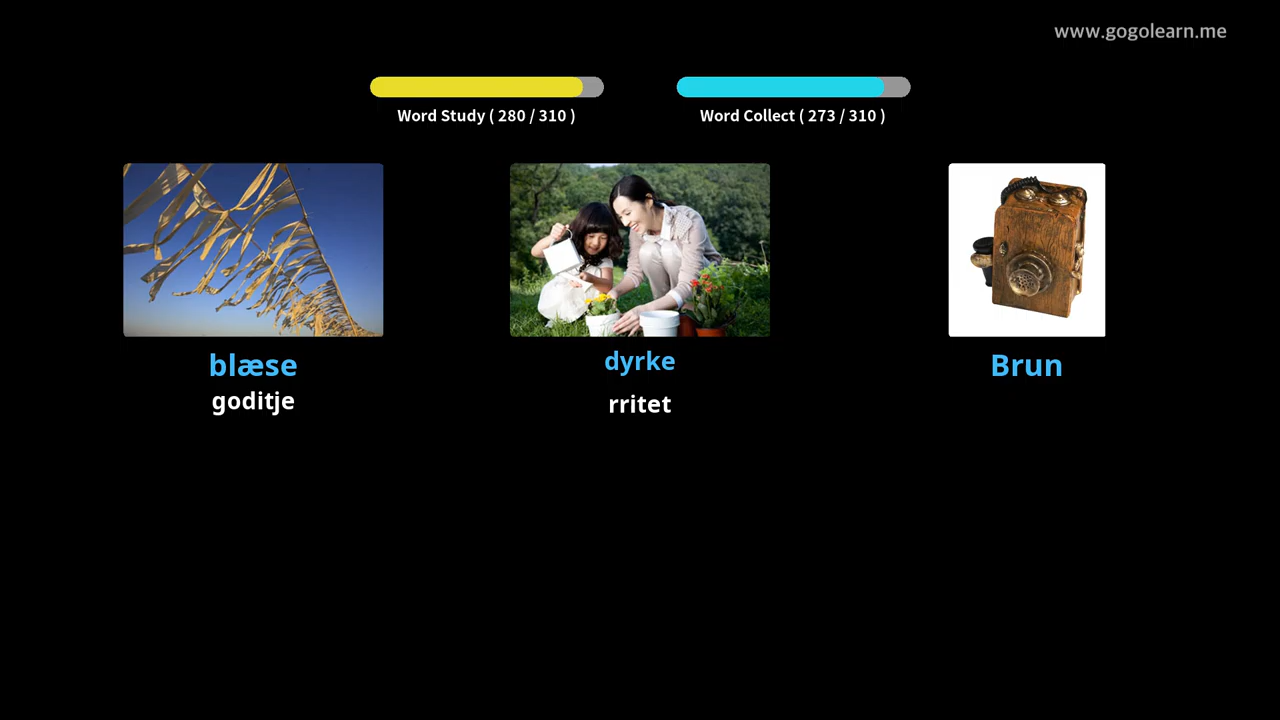 www.gogolearn.me
Word Study ( 280 / 310 )
Word Collect ( 273 / 310 )
blæse
goditje
dyrke
rritet
Brun